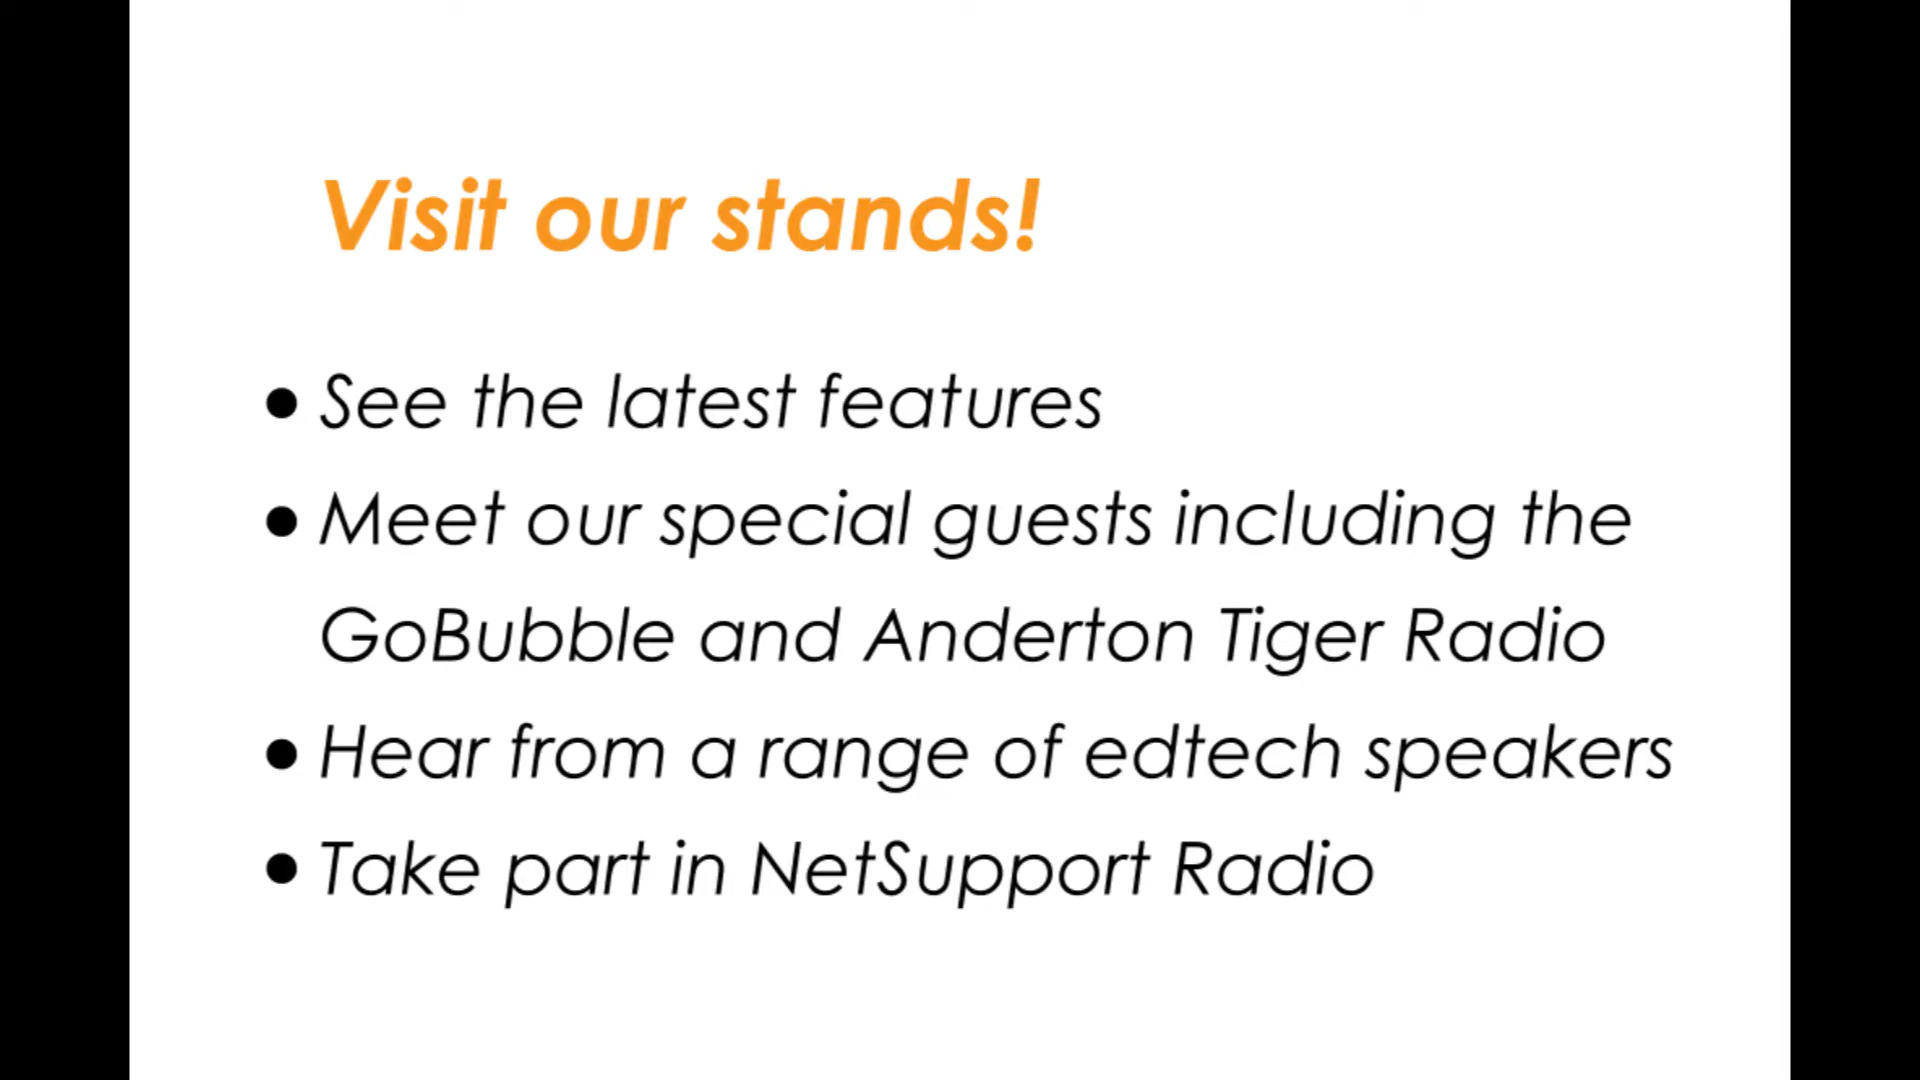 Visit our stands!
• See the latest features
• Meet our special guests including the
GoBubble and Anderton Tiger Radio
• Hear from a range of edtech speakers
• Take part in NetSupport Radio